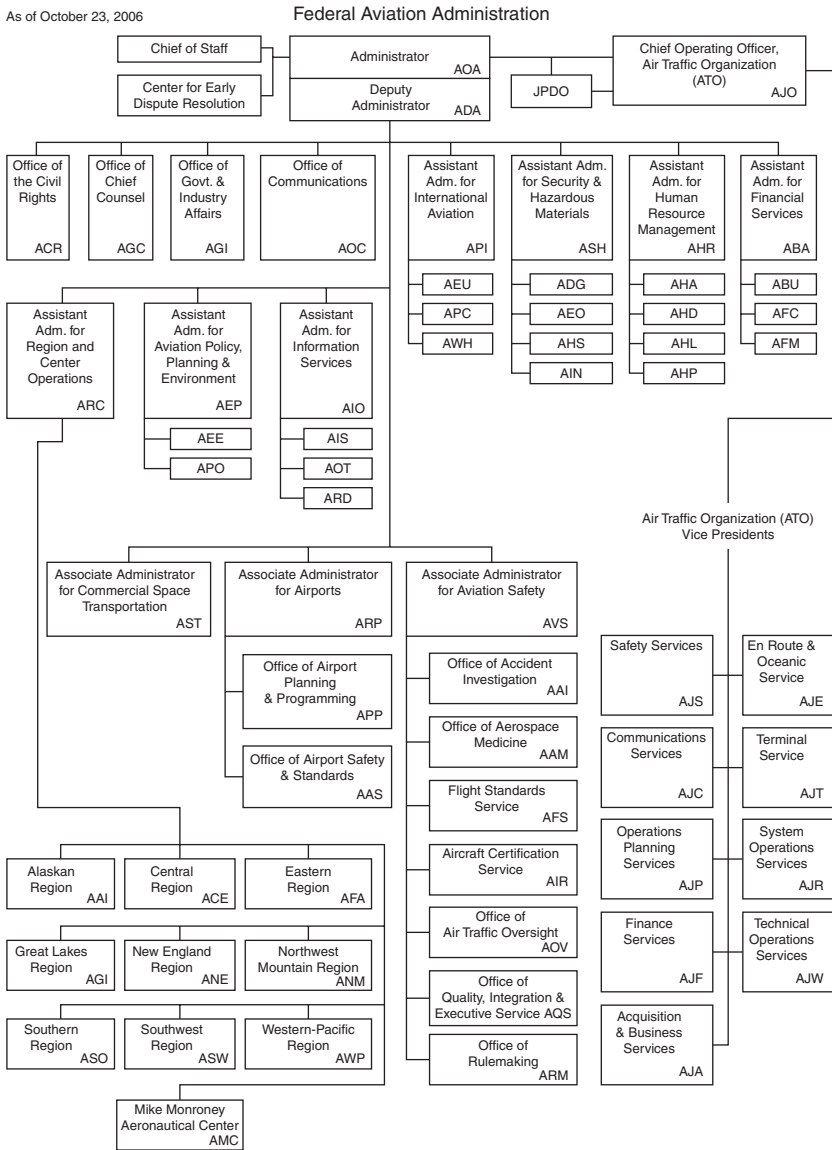 As of October 23, 2006
Federal Aviation Administration
Chief of Staff
Center for Early
Dispute Resolution
Administrator
AOA
Deputy
Administrator
ADA
JPDO
Chief Operating Officer,
Air Traffic Organization
(ATO)
AJO
Office of
the Civil
Rights
ACR
Office of
Chief
Counsel
AGC
Office of
Govt. &
Industry
Affairs
AGI
Office of
Communications
AOC
Assistant
Adm. for
International
Aviation
API
AEU
APC
AWH
Assistant Adm.
for Security &
Hazardous
Materials
ASH
ADG
AEO
AHS
AIN
Assistant
Adm. for
Human
Resource
Management
AHR
AHA
AHD
AHL
AHP
Assistant
Adm. for
Financial
Services
ABA
ABU
AFC
AFM
Assistant
Adm. for
Region and
Center
Operations
ARC
Assistant
Adm. for
Aviation Policy,
Planning &
Environment
AEP
AEE
APO
Assistant
Adm. for
Information
Services
AIO
AIS
AOT
ARD
Associate Administrator
for Commercial Space
Transportation
AST
Associate Administrator
for Airports
ARP
Office of Airport
Planning
& Programming
APP
Office of Airport Safety
& Standards
AAS
Associate Administrator
for Aviation Safety
AVS
Office of Accident
Investigation
AAI
Office of Aerospace
Medicine
AAM
Flight Standards
Service
AFS
Aircraft Certification
Service
AIR
Office of
Air Traffic Oversight
AOV
Office of
Quality, Integration &
Executive Service AQS
Office of
Rulemaking
ARM
Air Traffic Organization (ATO)
Vice Presidents
Safety Services
AJS
En Route &
Oceanic
Service
AJE
Communications
Services
AJC
Terminal
Service
AJT
Operations
Planning
Services
AJP
System
Operations
Services
AJR
Finance
Services
AJF
Technical
Operations
Services
AJW
Acquisition
& Business
Services
AJA
Alaskan
Region
AAI
Central
Region
ACE
Eastern
Region
AFA
Great Lakes
Region
AGI
New England
Region
ANE
Northwest
Mountain Region
ANM
Southern
Region
ASO
Southwest
Region
ASW
Western-Pacific
Region
AWP
Mike Monroney
Aeronautical Center
AMC